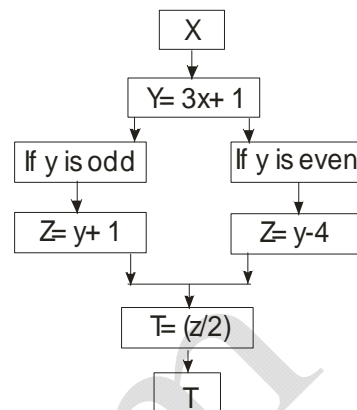 X
Y= 3x+ 1
If y is odd
If y is even
Z= y+ 1
Z= y-4
T= (z/2)
T